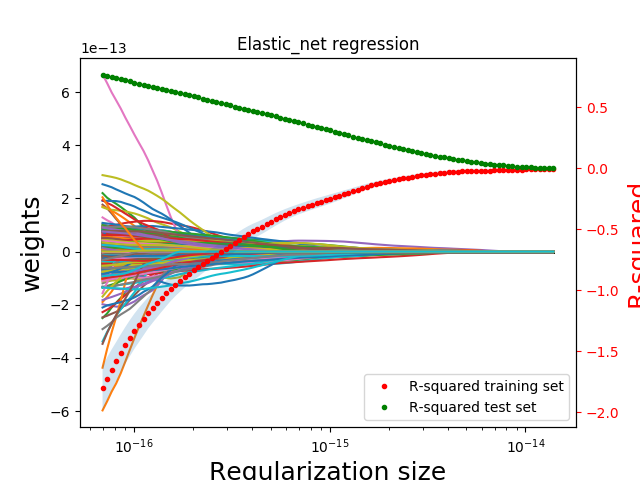 Elastic_net regression
1e−13
6
4
2
0
−2
−4
−6
weights
0.5
0.0
−0.5
−1.0
−1.5
−2.0
R-squared
R-squared training set
R-squared test set
10⁻¹⁶
10⁻¹⁵
10⁻¹⁴
Regularization size